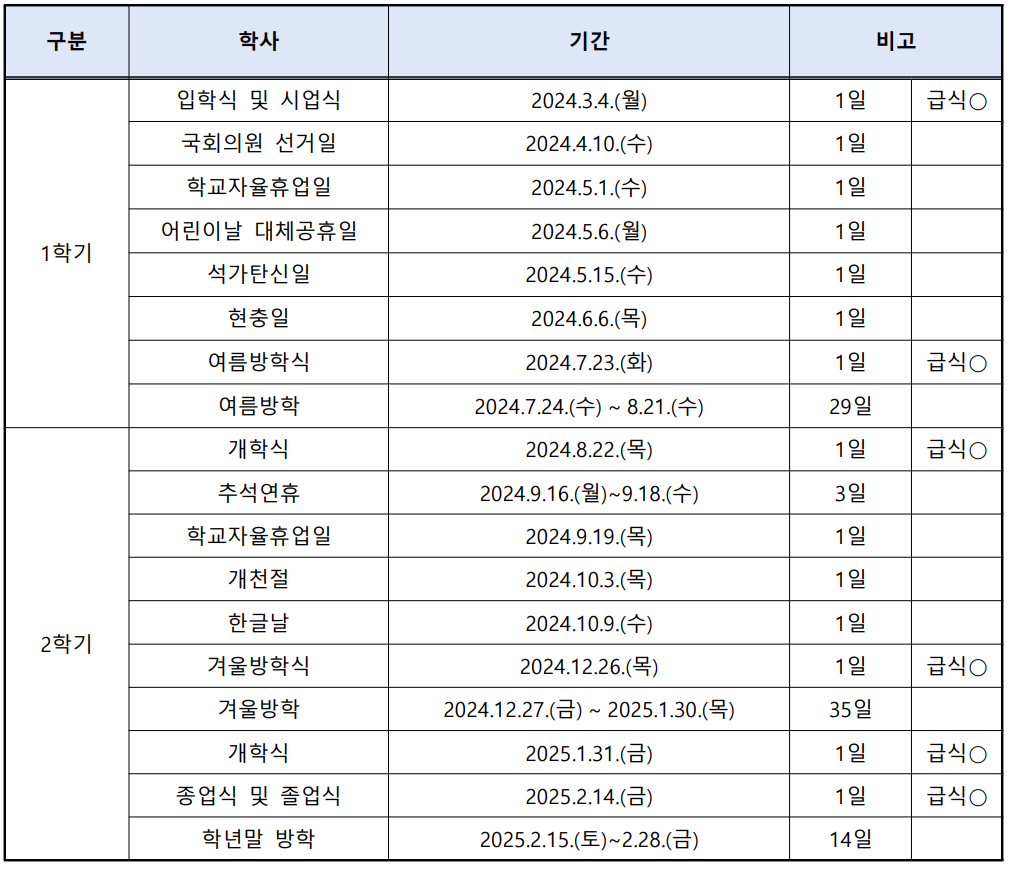 구분 학사 기간 비고
1학기
입학식 및 시업식 2024.3.4.(월) 1일 급식○
국회의원 선거일 2024.4.10.(수) 1일
학교자율휴업일 2024.5.1.(수) 1일
어린이날 대체공휴일 2024.5.6.(월) 1일
석가탄신일 2024.5.15.(수) 1일
현충일 2024.6.6.(목) 1일
여름방학식 2024.7.23.(화) 1일 급식○
여름방학 2024.7.24.(수) ~ 8.21.(수) 29일
2학기
개학식 2024.8.22.(목) 1일 급식○
추석연휴 2024.9.16.(월)~9.18.(수) 3일
학교자율휴업일 2024.9.19.(목) 1일
개천절 2024.10.3.(목) 1일
한글날 2024.10.9.(수) 1일
겨울방학식 2024.12.26.(목) 1일 급식○
겨울방학 2024.12.27.(금) ~ 2025.1.30.(목) 35일
개학식 2025.1.31.(금) 1일 급식○
종업식 및 졸업식 2025.2.14.(금) 1일 급식○
학년말 방학 2025.2.15.(토)~2.28.(금) 14일